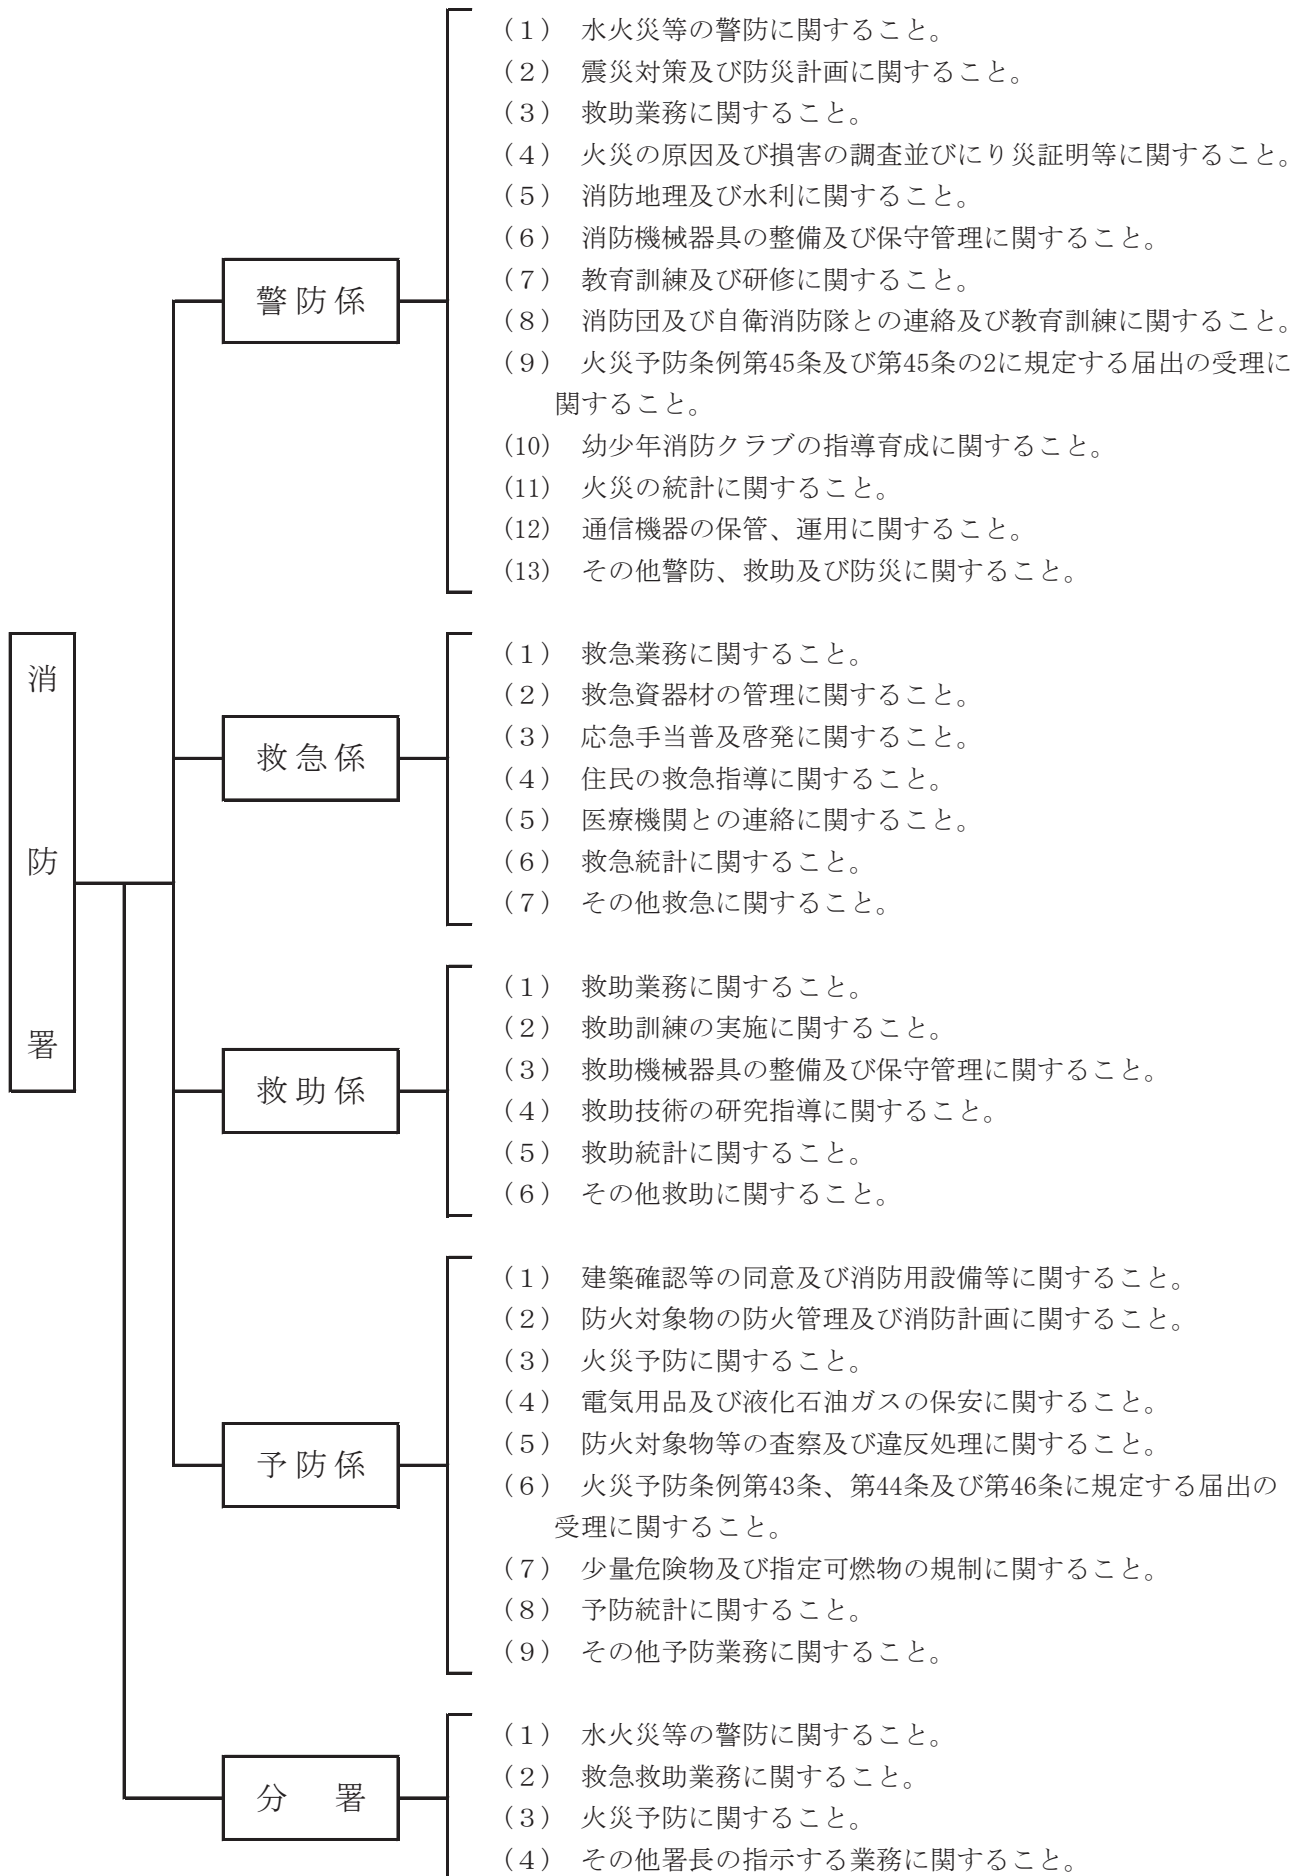 消防署
警防係
（１） 水火災等の警防に関すること。
（２） 震災対策及び防災計画に関すること。
（３） 救助業務に関すること。
（４） 火災の原因及び損害の調査並びにり災証明等に関すること。
（５） 消防地理及び水利に関すること。
（６） 消防機械器具の整備及び保守管理に関すること。
（７） 教育訓練及び研修に関すること。
（８） 消防団及び自衛消防隊との連絡及び教育訓練に関すること。
（９） 火災予防条例第45条及び第45条の2に規定する届出の受理に
関すること。
(10) 幼少年消防クラブの指導育成に関すること。
(11) 火災の統計に関すること。
(12) 通信機器の保管、運用に関すること。
(13) その他警防、救助及び防災に関すること。
救急係
（１） 救急業務に関すること。
（２） 救急資器材の管理に関すること。
（３） 応急手当普及啓発に関すること。
（４） 住民の救急指導に関すること。
（５） 医療機関との連絡に関すること。
（６） 救急統計に関すること。
（７） その他救急に関すること。
救助係
（１） 救助業務に関すること。
（２） 救助訓練の実施に関すること。
（３） 救助機械器具の整備及び保守管理に関すること。
（４） 救助技術の研究指導に関すること。
（５） 救助統計に関すること。
（６） その他救助に関すること。
予防係
（１） 建築確認等の同意及び消防用設備等に関すること。
（２） 防火対象物の防火管理及び消防計画に関すること。
（３） 火災予防に関すること。
（４） 電気用品及び液化石油ガスの保安に関すること。
（５） 防火対象物等の査察及び違反処理に関すること。
（６） 火災予防条例第43条、第44条及び第46条に規定する届出の
受理に関すること。
（７） 少量危険物及び指定可燃物の規制に関すること。
（８） 予防統計に関すること。
（９） その他予防業務に関すること。
分 署
（１） 水火災等の警防に関すること。
（２） 救急救助業務に関すること。
（３） 火災予防に関すること。
（４） その他署長の指示する業務に関すること。